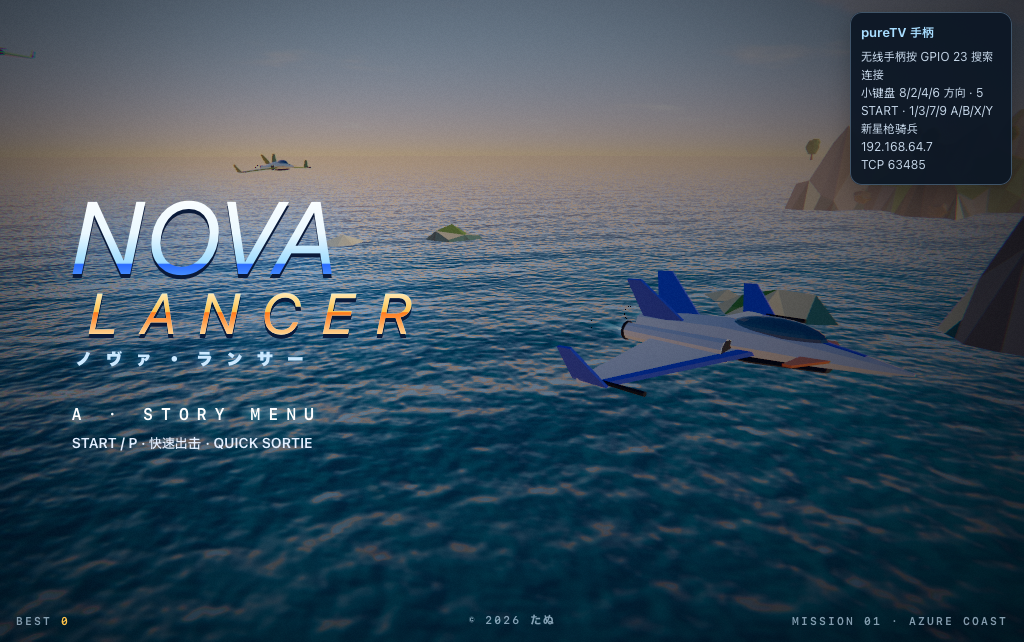 pureTV 手柄
无线手柄按 GPIO 23 搜索
连接
小键盘 8/2/4/6 方向 · 5
START · 1/3/7/9 A/B/X/Y
新星枪骑兵
192.168.64.7
TCP 63485
NOVA
LANCER
ノヴァ・ランサー
A · STORY MENU
START / P · 快速出击 · QUICK SORTIE
BEST 0
© 2026 たぬ
MISSION 01 · AZURE COAST